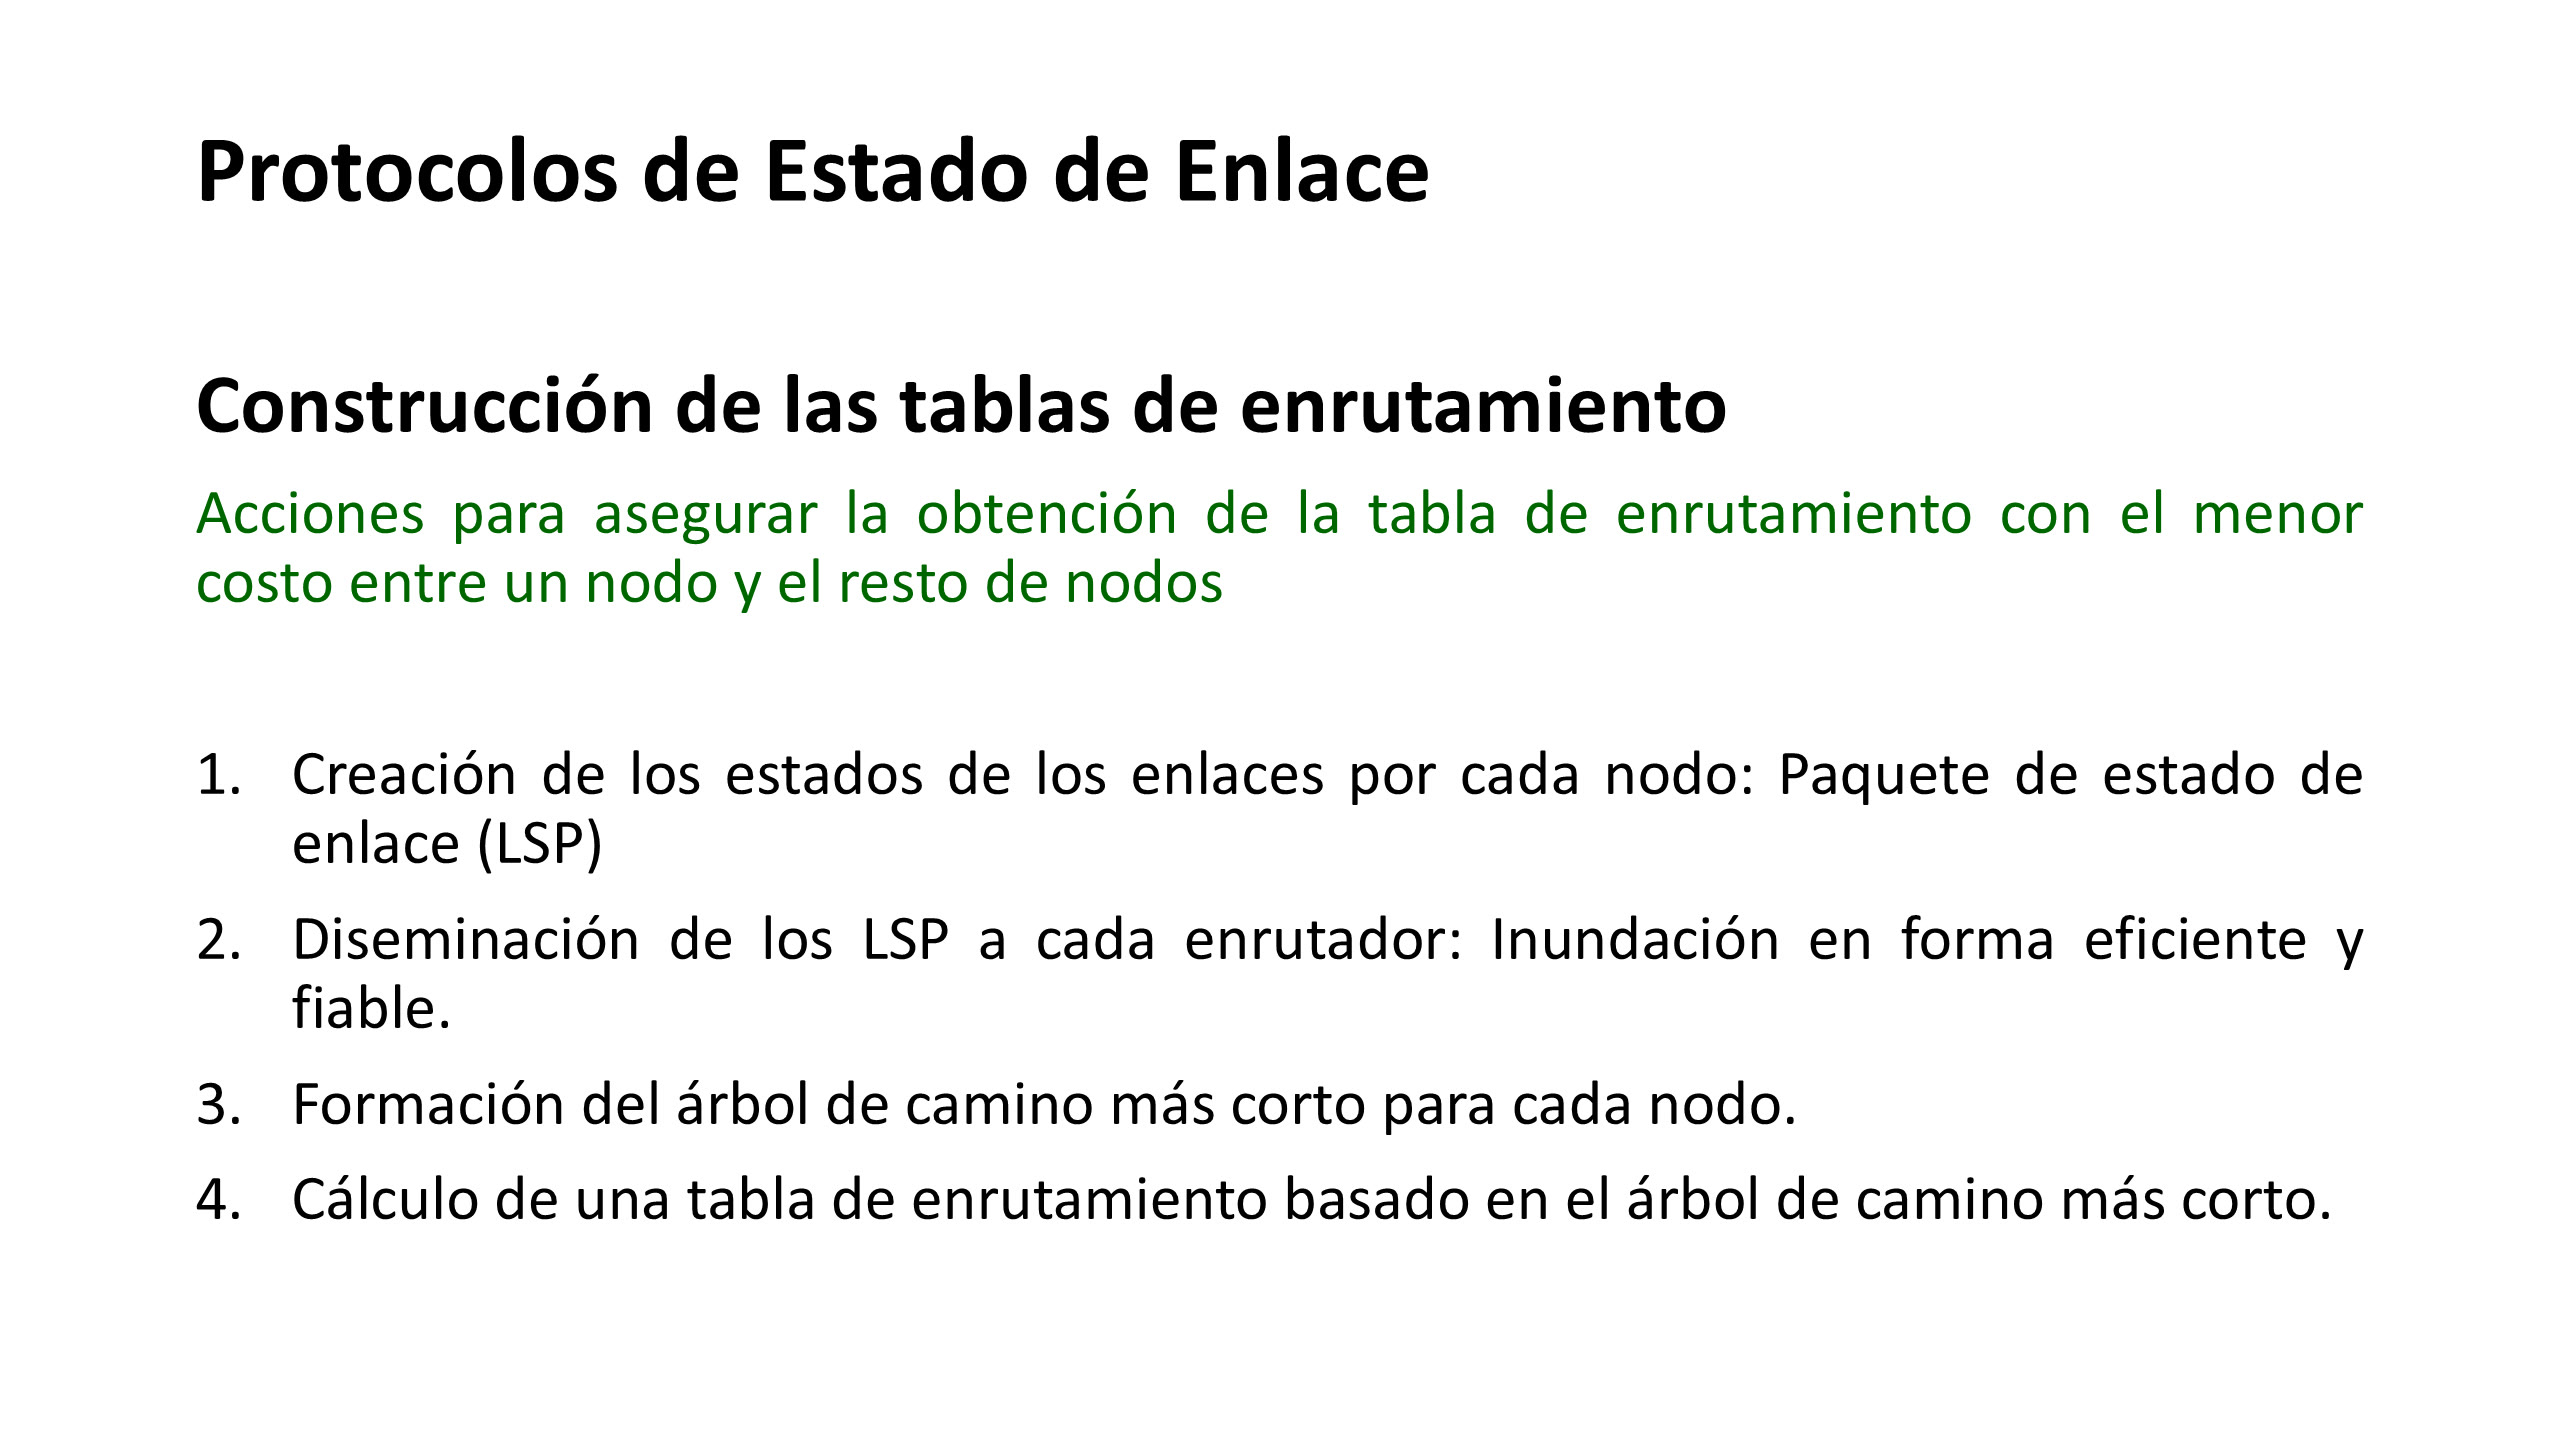 Protocolos de Estado de Enlace
Construcción de las tablas de enrutamiento
Acciones para asegurar la obtención de la tabla de enrutamiento con el menor
costo entre un nodo y el resto de nodos
1. Creación de los estados de los enlaces por cada nodo: Paquete de estado de
enlace (LSP)
2. Diseminación de los LSP a cada enrutador: Inundación en forma eficiente y
fiable.
3. Formación del árbol de camino más corto para cada nodo.
4. Cálculo de una tabla de enrutamiento basado en el árbol de camino más corto.